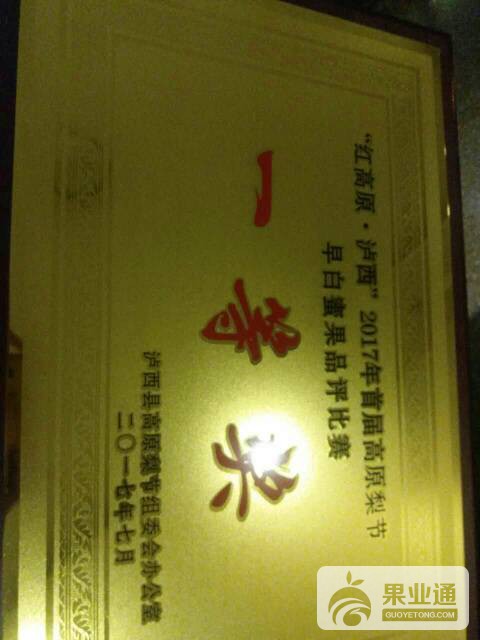 “红高原·泸西”2017年首届高原梨节
早白蜜果品评比赛
一等奖
泸西县高原梨节组委会办公室
二〇一七年七月
果业通
GUOYETONG.COM